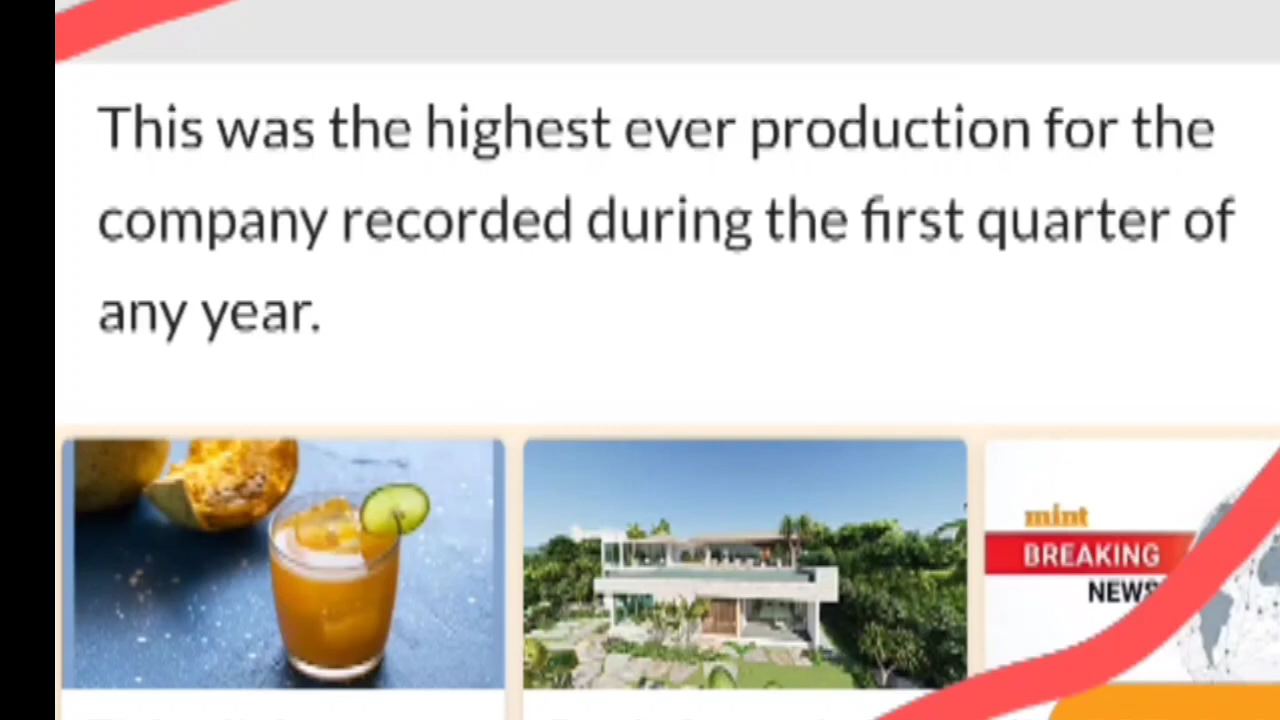 This was the highest ever production for the
company recorded during the first quarter of
any year.
mint
BREAKING
NEWS